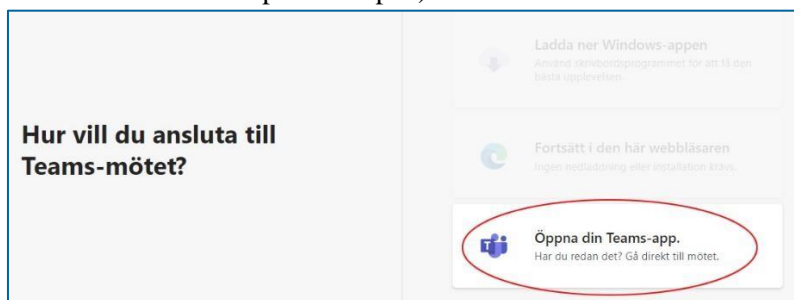 Ladda ner Windows-appen
Använd skrivbordsprogrammet för att få den
bästa upplevelsen.
Hur vill du ansluta till
Teams-mötet?
Fortsätt i den här webbläsaren
Ingen nedladdning eller installation krävs.
Öppna din Teams-app.
Har du redan det? Gå direkt till mötet.